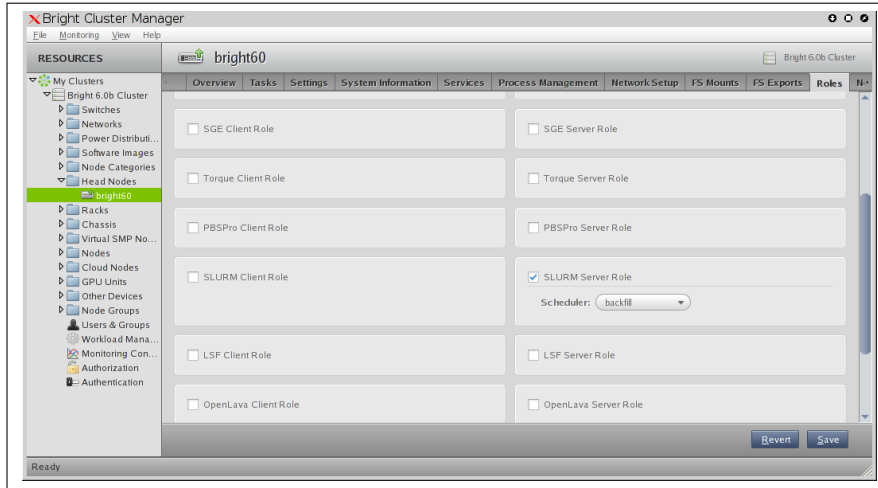 Bright Cluster Manager
File Monitoring View Help
RESOURCES
bright60
Bright 6.0b Cluster
My Clusters
Bright 6.0b Cluster
Switches
Networks
Power Distributi...
Software Images
Node Categories
Head Nodes
bright60
Racks
Chassis
Virtual SMP No...
Nodes
Cloud Nodes
GPU Units
Other Devices
Node Groups
Users & Groups
Workload Mana...
Monitoring Con...
Authorization
Authentication
Overview Tasks Settings System Information Services Process Management Network Setup FS Mounts FS Exports Roles N
SGE Client Role SGE Server Role
Torque Client Role Torque Server Role
PBSPro Client Role PBSPro Server Role
SLURM Client Role SLURM Server Role
Scheduler: backfill
LSF Client Role LSF Server Role
OpenLava Client Role OpenLava Server Role
Revert Save
Ready